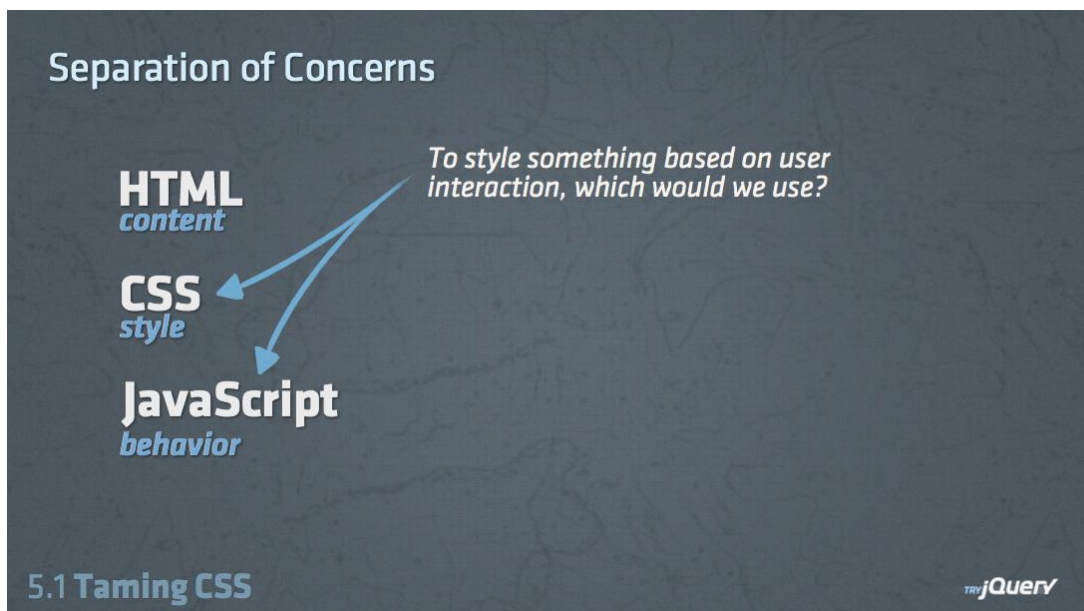 Separation of Concerns
To style something based on user
interaction, which would we use?
HTML
content
CSS
style
JavaScript
behavior
5.1 Taming CSS
TRY jQuery